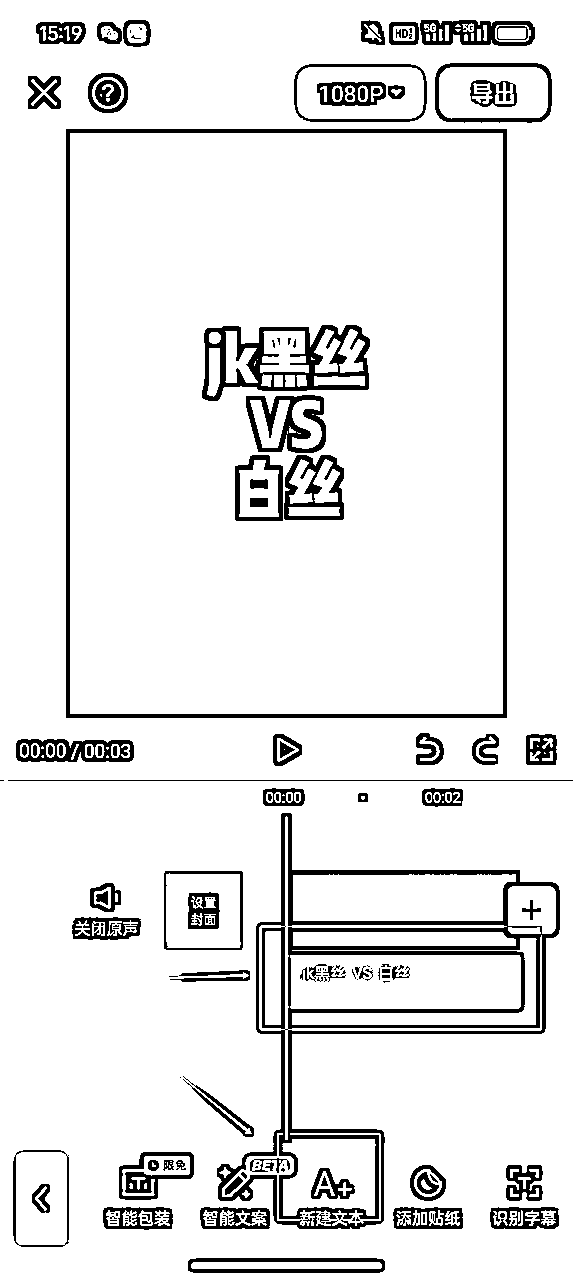 15:19
HD 5G 5G
1080P 导出
jk黑丝
VS
白丝
00:00/00:03
00:00 00:02
关闭原声
设置
封面
jk黑丝 VS 白丝
限免 BETA
智能包装 智能文案 A+ 新建文本 添加贴纸 识别字幕